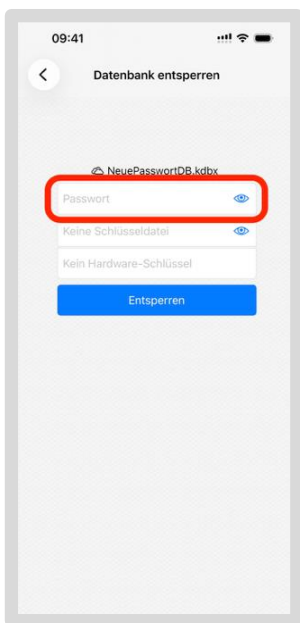 09:41
Datenbank entsperren
NeuePasswortDB.kdbx
Passwort
Keine Schlüsseldatei
Kein Hardware-Schlüssel
Entsperren